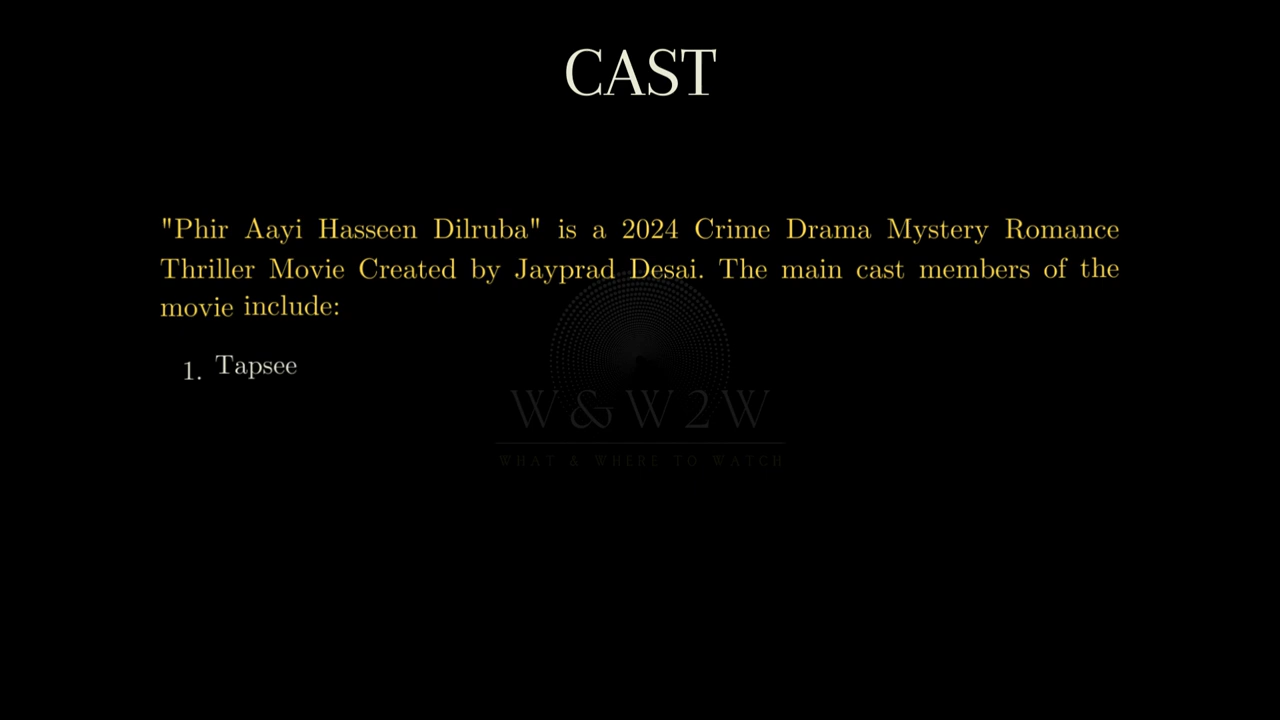 CAST
"Phir Aayi Hasseen Dilruba" is a 2024 Crime Drama Mystery Romance
Thriller Movie Created by Jayprad Desai. The main cast members of the
movie include:
1. Tapsee
W & W 2 W
WHAT & WHERE TO WATCH